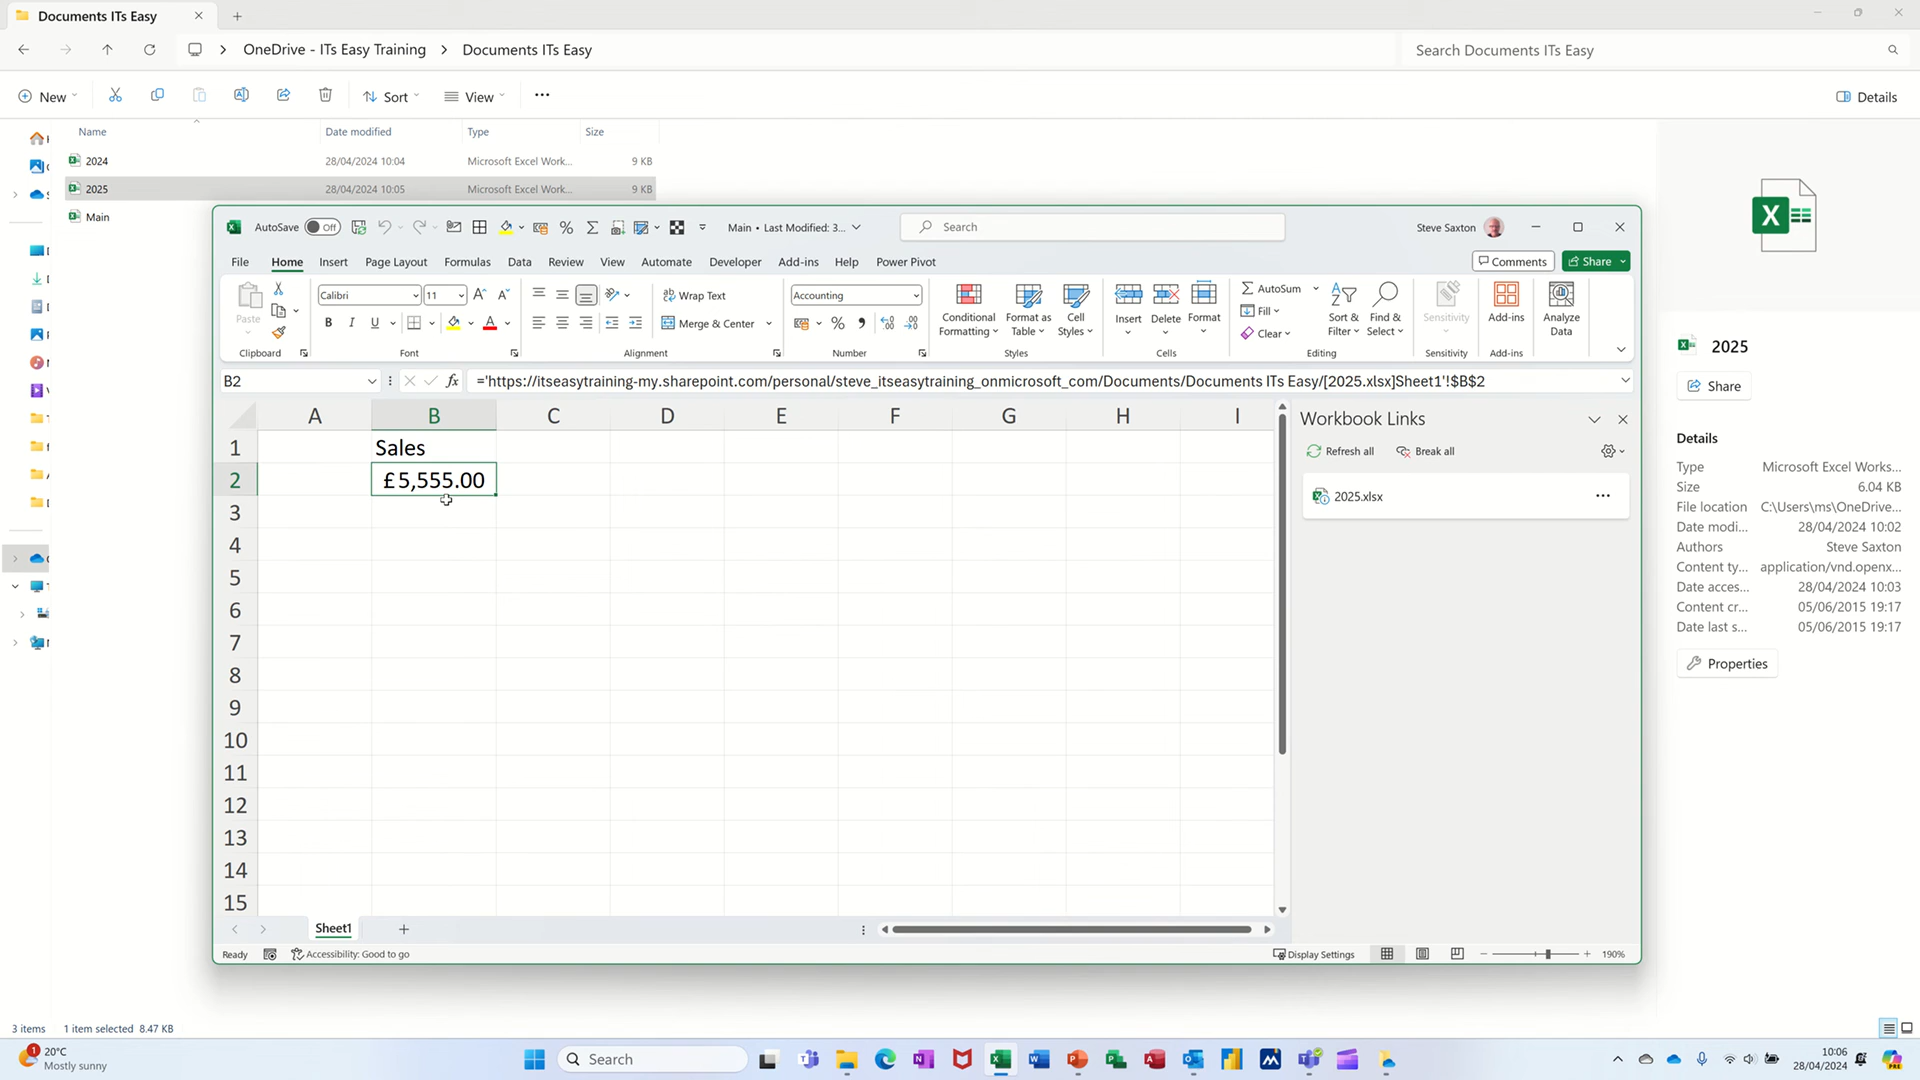 Documents ITs Easy
OneDrive - ITs Easy Training > Documents ITs Easy
Search Documents ITs Easy
New
Sort
View
Details
Name
Date modified
Type
Size
2024
28/04/2024 10:04
Microsoft Excel Work...
9 KB
2025
28/04/2024 10:05
Microsoft Excel Work...
9 KB
Main
AutoSave
Off
Main • Last Modified: 3...
Search
Steve Saxton
File
Home
Insert
Page Layout
Formulas
Data
Review
View
Automate
Developer
Add-ins
Help
Power Pivot
Comments
Share
Paste
Clipboard
Calibri
11
B
I
U
Font
Wrap Text
Merge & Center
Alignment
Accounting
Number
Conditional
Formatting
Format as
Table
Cell
Styles
Styles
Insert
Delete
Format
Cells
AutoSum
Fill
Clear
Sort &
Filter
Find &
Select
Editing
Sensitivity
Sensitivity
Add-ins
Add-ins
Analyze
Data
B2
fx
='https://itseasytraining-my.sharepoint.com/personal/steve_itseasytraining_onmicrosoft_com/Documents/Documents ITs Easy/[2025.xlsx]Sheet1'!$B$2
A B C D E F G H I
1 Sales
2 £5,555.00
3
4
5
6
7
8
9
10
11
12
13
14
15
Workbook Links
Refresh all
Break all
2025.xlsx
Sheet1
Ready
Accessibility: Good to go
Display Settings
190%
2025
Share
Details
Type Microsoft Excel Works...
Size 6.04 KB
File location C:\Users\ms\OneDrive...
Date modi... 28/04/2024 10:02
Authors Steve Saxton
Content ty... application/vnd.openx...
Date acces... 28/04/2024 10:03
Content cr... 05/06/2015 19:17
Date last s... 05/06/2015 19:17
Properties
3 items
1 item selected 8.47 KB
1
20°C
Mostly sunny
Search
10:06
28/04/2024
PRE